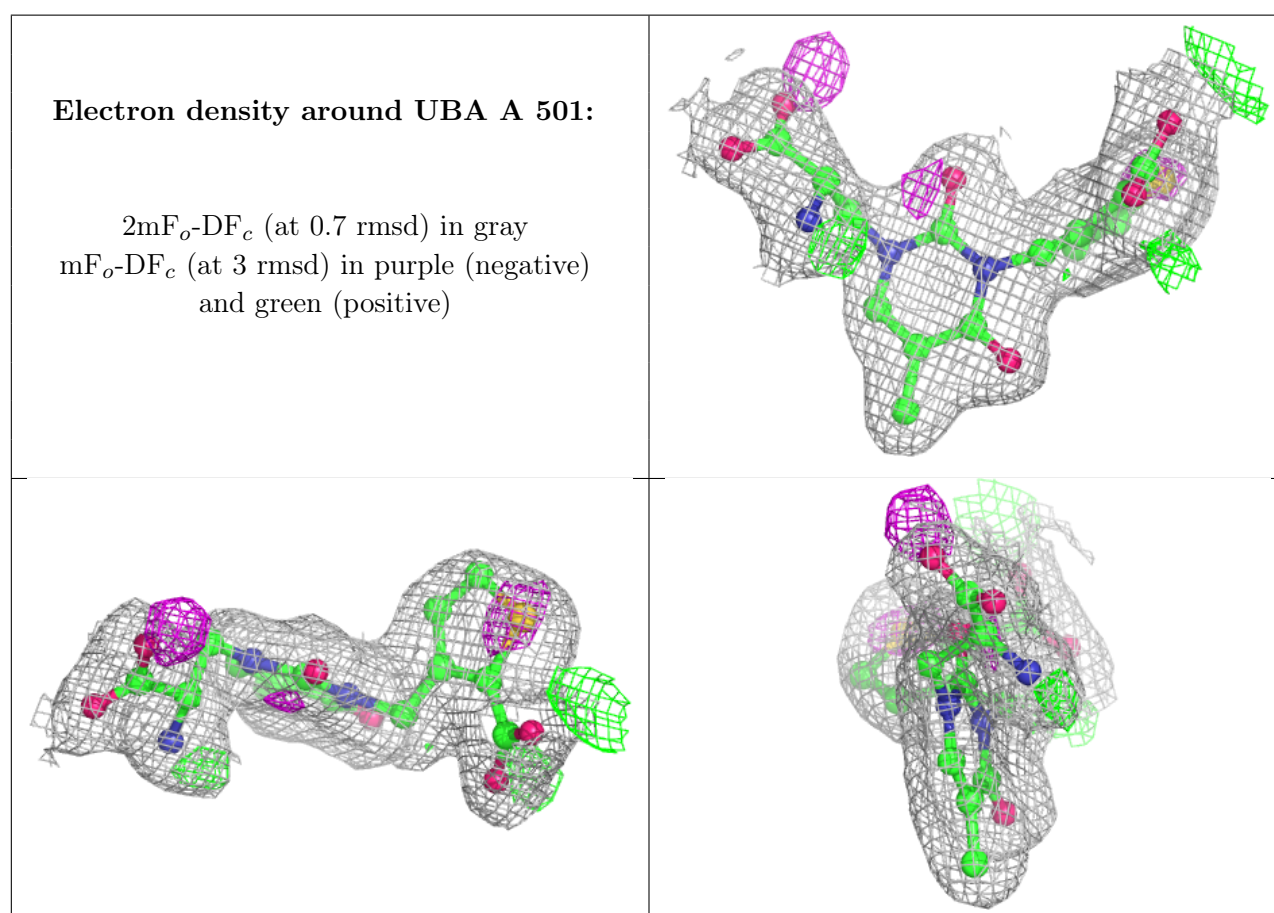 Electron density around UBA A 501:
2mFo-DFc (at 0.7 rmsd) in gray
mFo-DFc (at 3 rmsd) in purple (negative)
and green (positive)